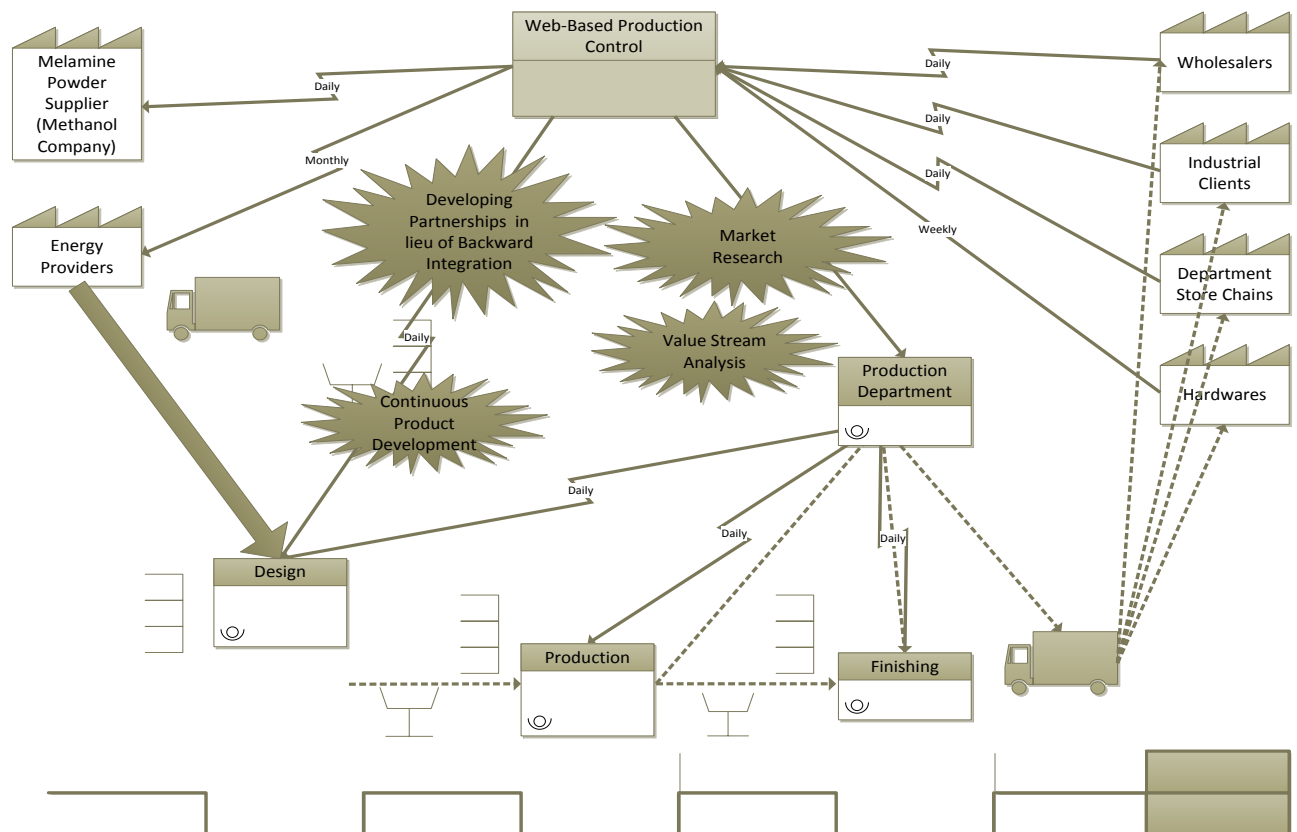 Web-Based Production
Control
Melamine
Powder
Supplier
(Methanol
Company)
Daily
Monthly
Energy
Providers
Developing
Partnerships in
lieu of Backward
Integration
Market
Research
Value Stream
Analysis
Daily
Continuous
Product
Development
Daily
Wholesalers
Daily
Industrial
Clients
Daily
Department
Store Chains
Weekly
Hardwares
Production
Department
Daily
Daily
Daily
Design
Production
Finishing